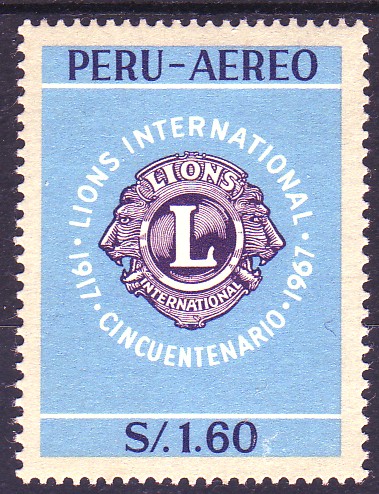 PERU-AEREO
LIONS INTERNATIONAL
· 1917 · CINCUENTENARIO · 1967 ·
LIONS
L
INTERNATIONAL
S/.1.60